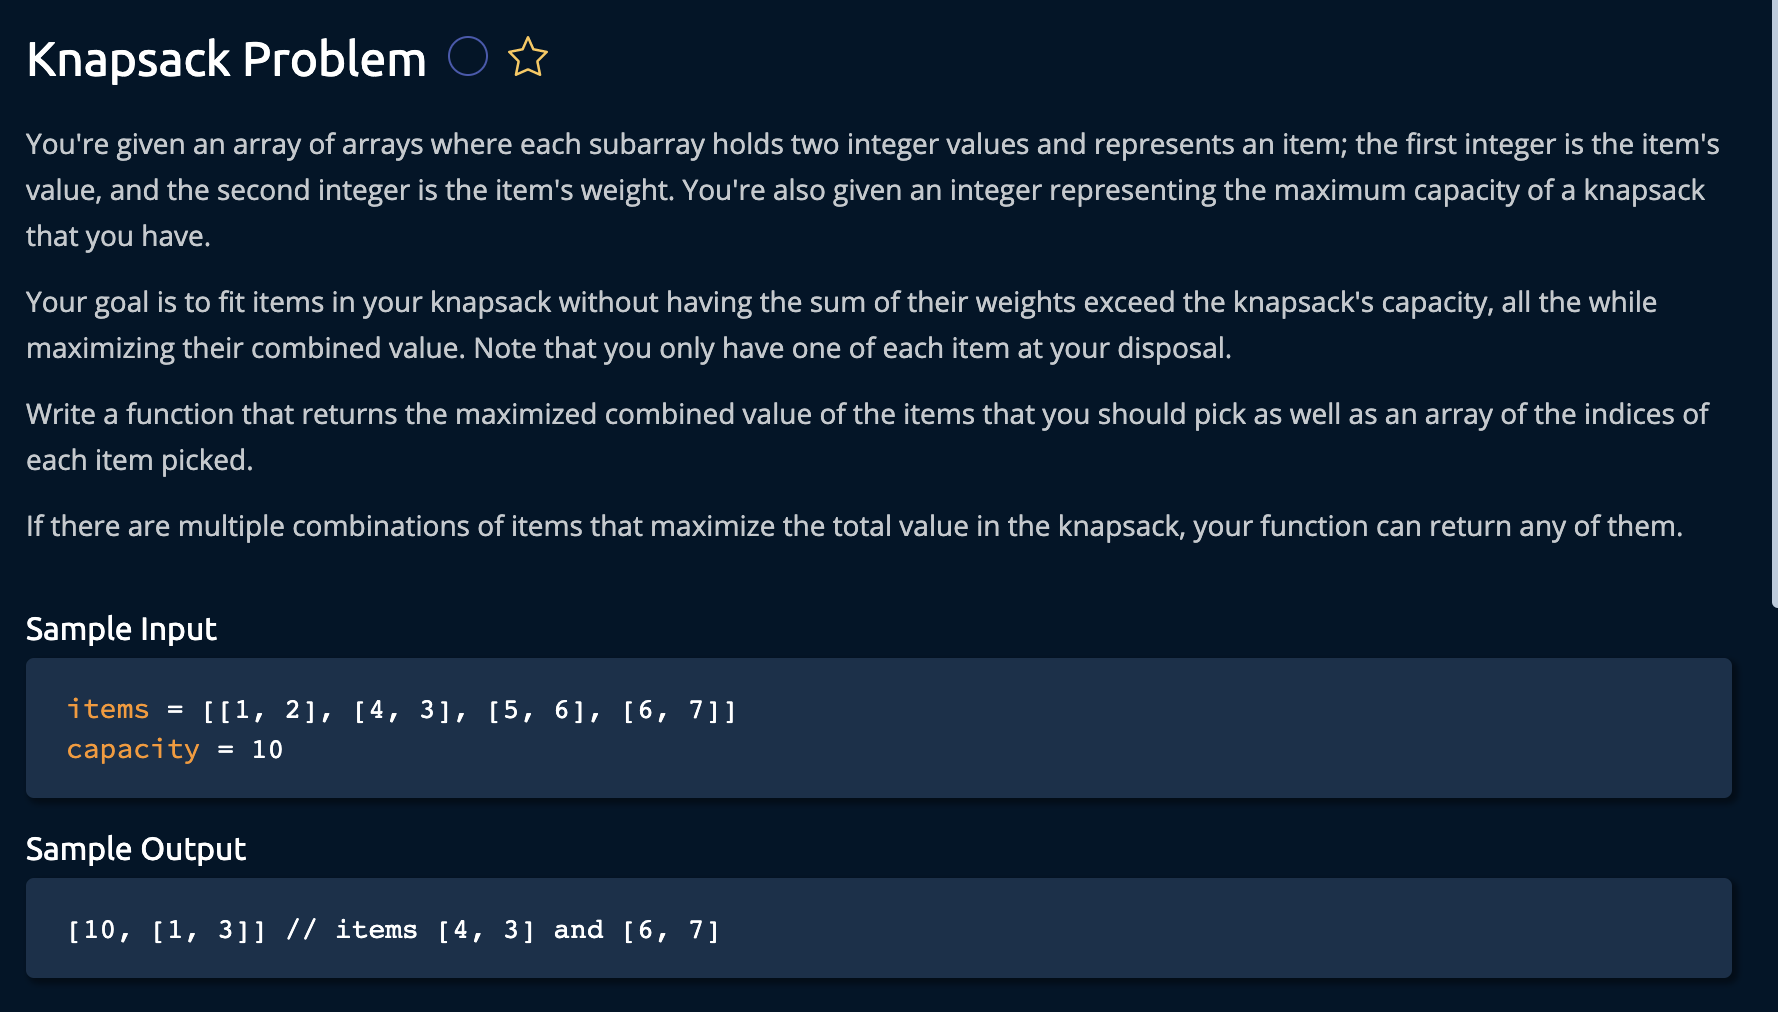 Knapsack Problem
You're given an array of arrays where each subarray holds two integer values and represents an item; the first integer is the item's
value, and the second integer is the item's weight. You're also given an integer representing the maximum capacity of a knapsack
that you have.
Your goal is to fit items in your knapsack without having the sum of their weights exceed the knapsack's capacity, all the while
maximizing their combined value. Note that you only have one of each item at your disposal.
Write a function that returns the maximized combined value of the items that you should pick as well as an array of the indices of
each item picked.
If there are multiple combinations of items that maximize the total value in the knapsack, your function can return any of them.
Sample Input
items = [[1, 2], [4, 3], [5, 6], [6, 7]]
capacity = 10
Sample Output
[10, [1, 3]] // items [4, 3] and [6, 7]